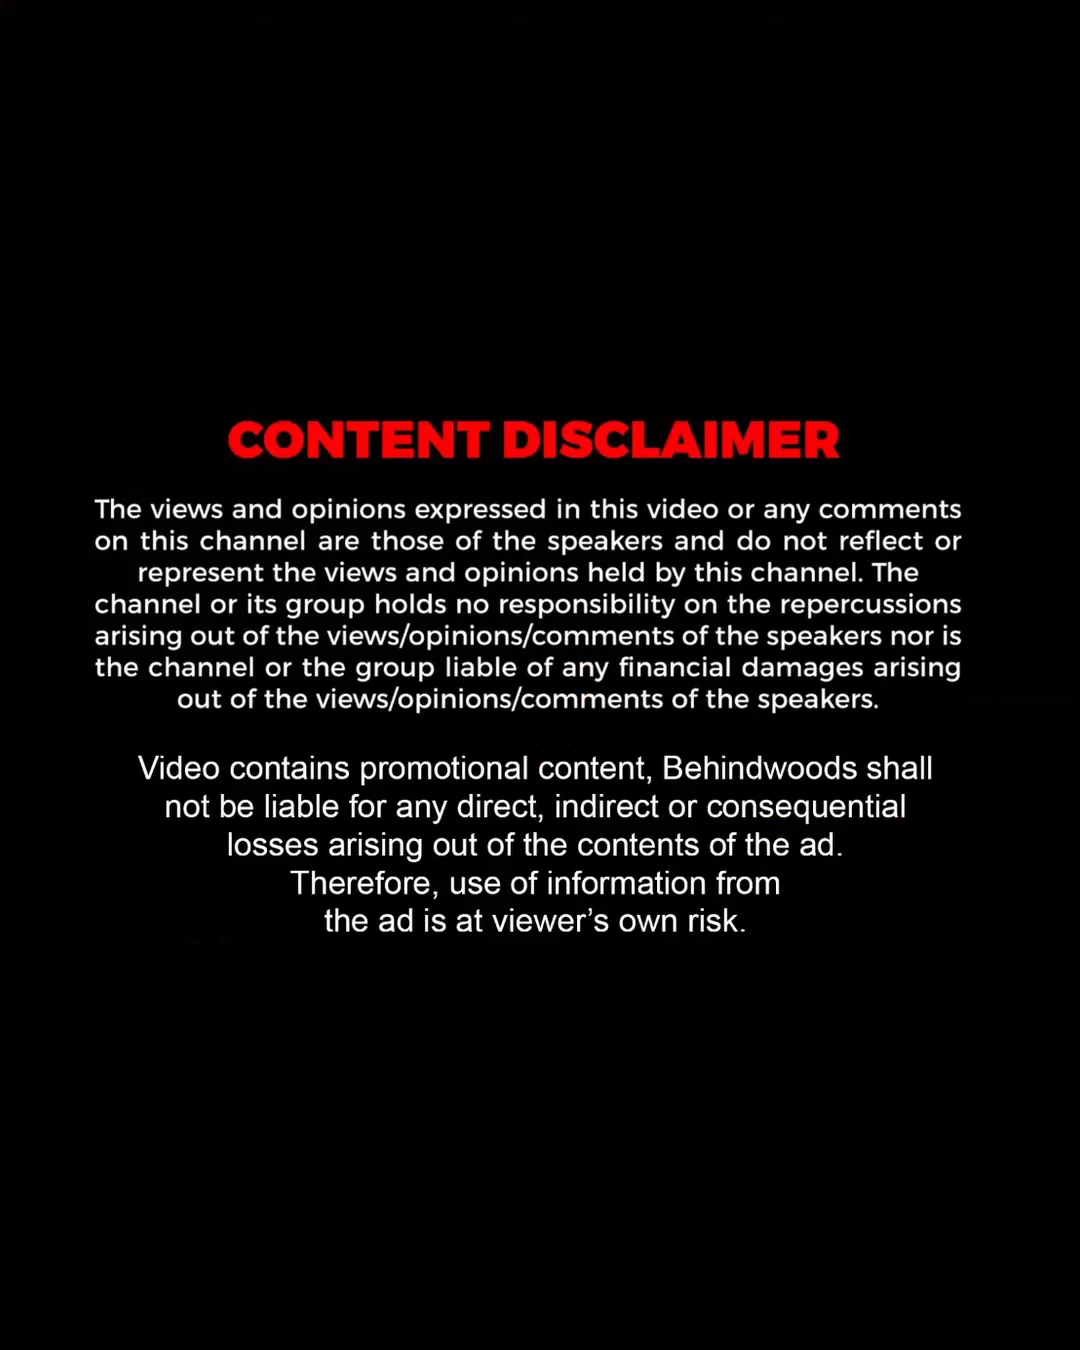 CONTENT DISCLAIMER
The views and opinions expressed in this video or any comments
on this channel are those of the speakers and do not reflect or
represent the views and opinions held by this channel. The
channel or its group holds no responsibility on the repercussions
arising out of the views/opinions/comments of the speakers nor is
the channel or the group liable of any financial damages arising
out of the views/opinions/comments of the speakers.
Video contains promotional content, Behindwoods shall
not be liable for any direct, indirect or consequential
losses arising out of the contents of the ad.
Therefore, use of information from
the ad is at viewer’s own risk.